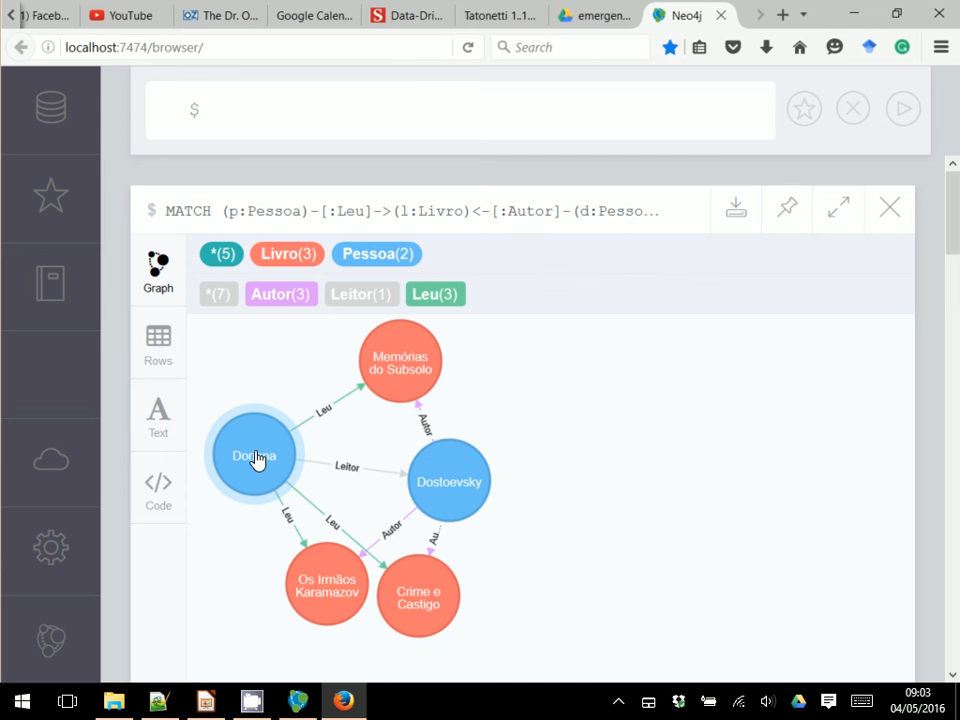 1) Faceb...
YouTube
The Dr. O...
Google Calen...
Data-Dri...
Tatonetti 1.1...
emergen...
Neo4j
localhost:7474/browser/
Search
$
$ MATCH (p:Pessoa)-[:Leu]->(l:Livro)<-[:Autor]-(d:Pesso...
*(5) Livro(3) Pessoa(2)
*(7) Autor(3) Leitor(1) Leu(3)
Graph
Rows
Text
Code
Memórias
do Subsolo
Leu
Autor
Leitor
Dostoevsky
Leu
Leu
Autor
Au...
Os Irmãos
Karamazov
Crime e
Castigo
09:03
04/05/2016